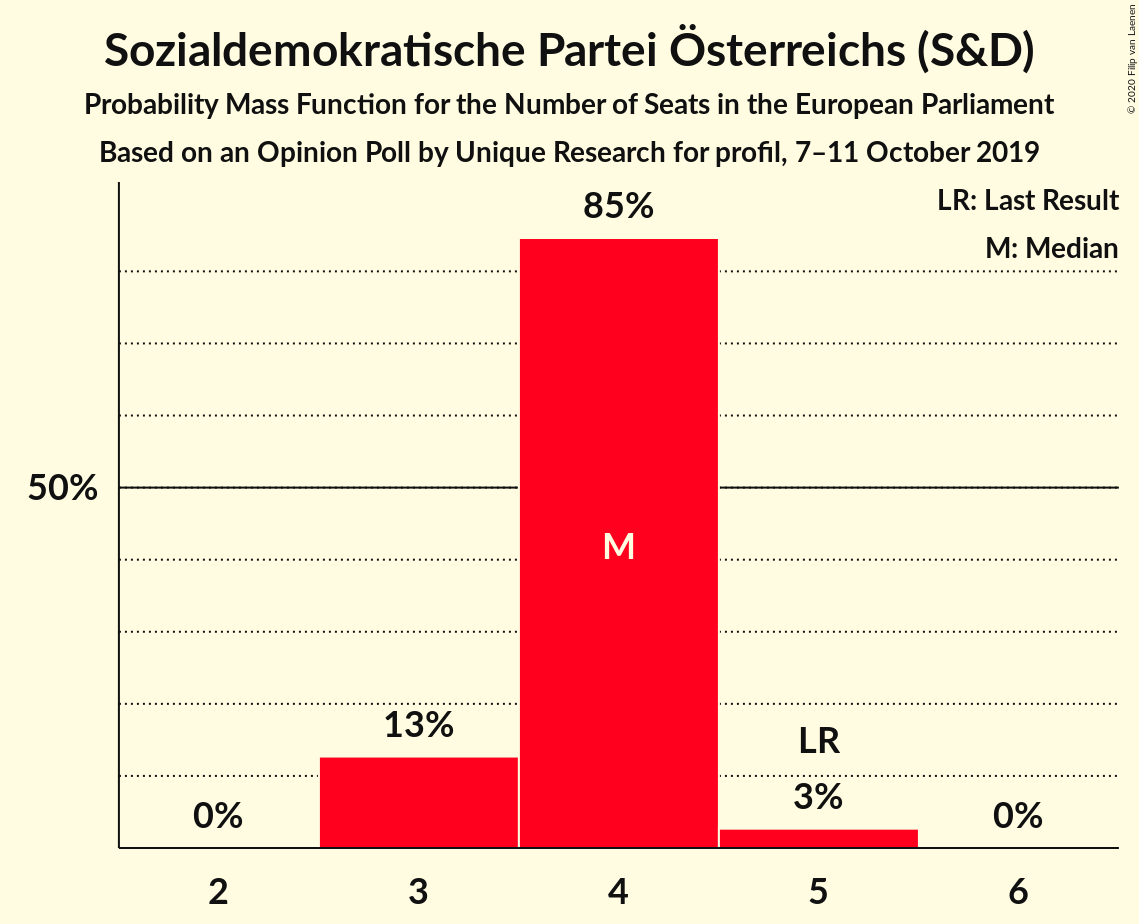 Sozialdemokratische Partei Österreichs (S&D)
Probability Mass Function for the Number of Seats in the European Parliament
Based on an Opinion Poll by Unique Research for profil, 7–11 October 2019
© 2020 Filip van Laenen
LR: Last Result
M: Median
85%
50%
M
13%
LR
3%
0%
0%
2 3 4 5 6